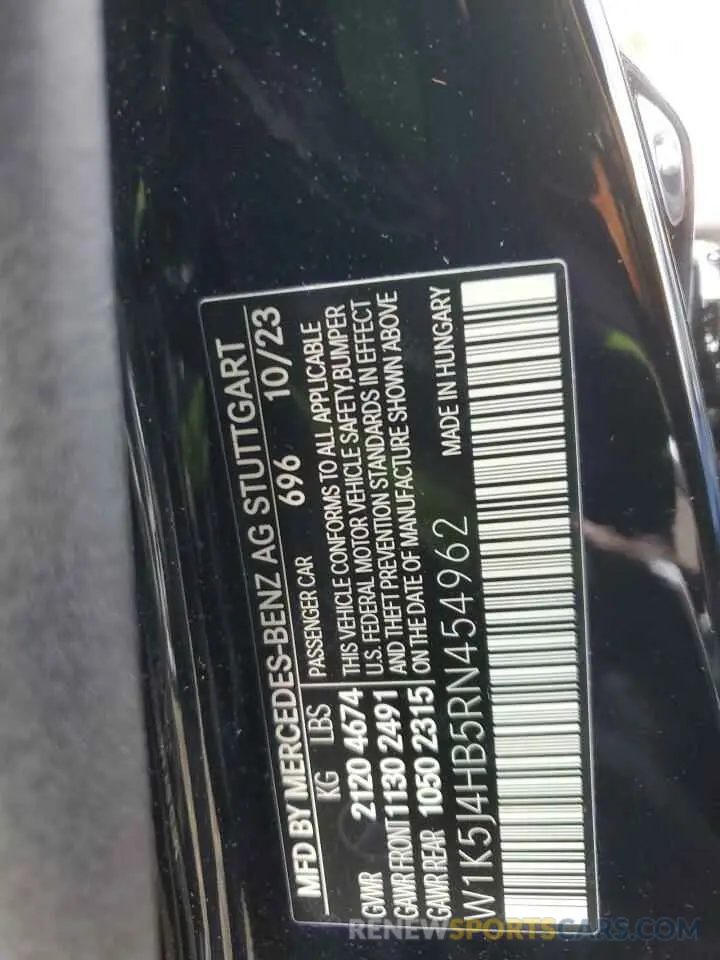 MFD BY MERCEDES-BENZ AG STUTTGART
KG LBS PASSENGER CAR 696 10/23
GVWR 2120 4674
GAWR FRONT 1130 2491
GAWR REAR 1050 2315
THIS VEHICLE CONFORMS TO ALL APPLICABLE
U.S. FEDERAL MOTOR VEHICLE SAFETY, BUMPER
AND THEFT PREVENTION STANDARDS IN EFFECT
ON THE DATE OF MANUFACTURE SHOWN ABOVE
W1K5J4HB5RN454962 MADE IN HUNGARY
RENEWSPORTSCARS.COM